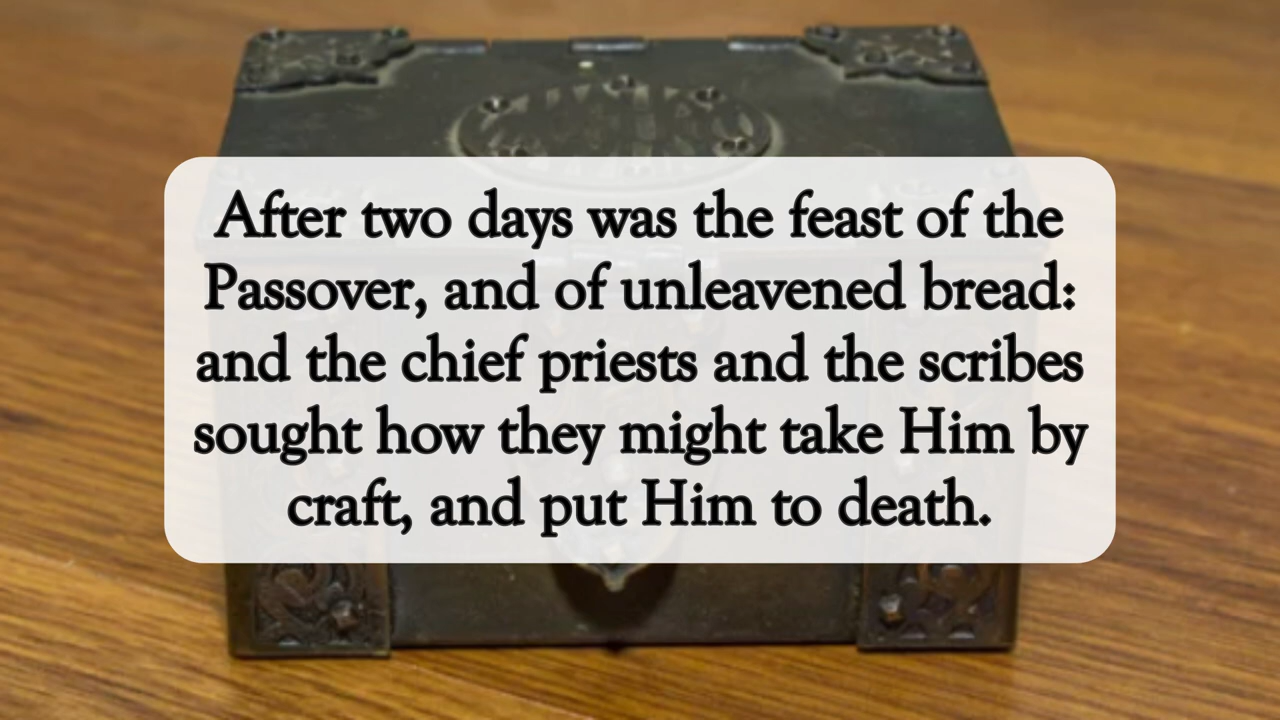 After two days was the feast of the
Passover, and of unleavened bread:
and the chief priests and the scribes
sought how they might take Him by
craft, and put Him to death.